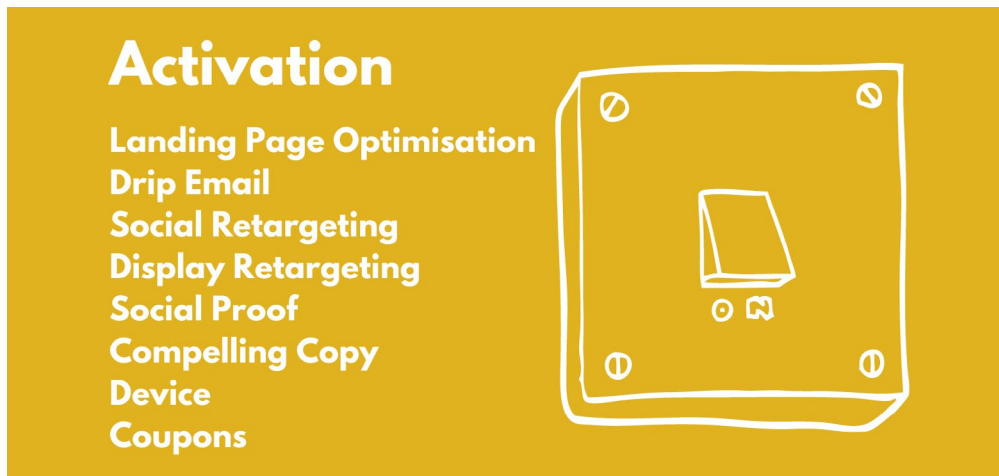 Activation
Landing Page Optimisation
Drip Email
Social Retargeting
Display Retargeting
Social Proof
Compelling Copy
Device
Coupons
ON